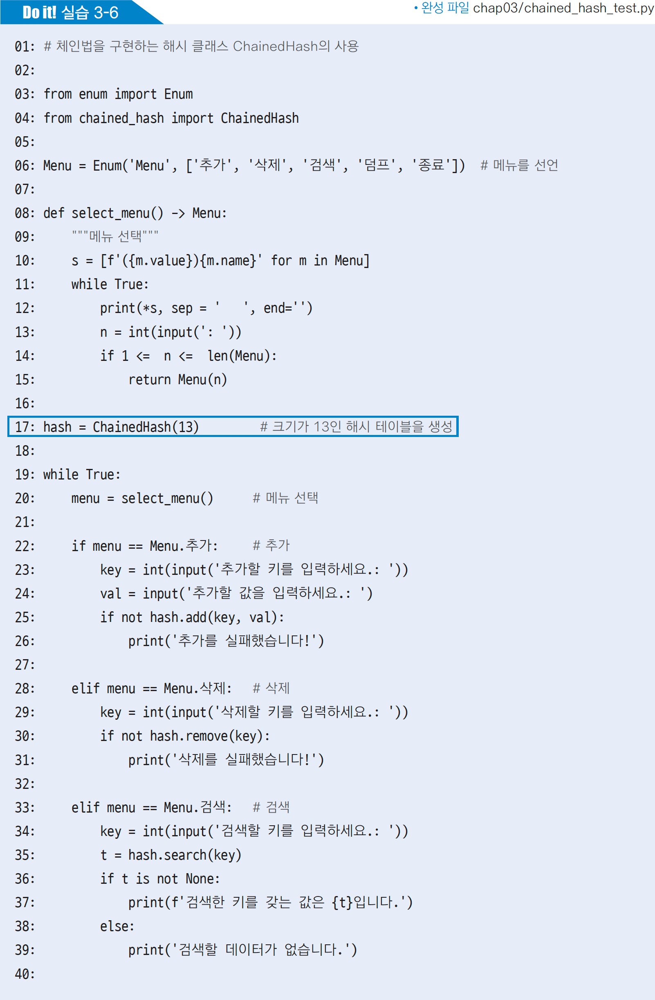 Do it! 실습 3-6
• 완성 파일 chap03/chained_hash_test.py
01: # 체인법을 구현하는 해시 클래스 ChainedHash의 사용
02:
03: from enum import Enum
04: from chained_hash import ChainedHash
05:
06: Menu = Enum('Menu', ['추가', '삭제', '검색', '덤프', '종료'])  # 메뉴를 선언
07:
08: def select_menu() -> Menu:
09:     """메뉴 선택"""
10:     s = [f'({m.value}){m.name}' for m in Menu]
11:     while True:
12:         print(*s, sep = '   ', end='')
13:         n = int(input(': '))
14:         if 1 <=  n <=  len(Menu):
15:             return Menu(n)
16:
17: hash = ChainedHash(13)        # 크기가 13인 해시 테이블을 생성
18:
19: while True:
20:     menu = select_menu()     # 메뉴 선택
21:
22:     if menu == Menu.추가:     # 추가
23:         key = int(input('추가할 키를 입력하세요.: '))
24:         val = input('추가할 값을 입력하세요.: ')
25:         if not hash.add(key, val):
26:             print('추가를 실패했습니다!')
27:
28:     elif menu == Menu.삭제:   # 삭제
29:         key = int(input('삭제할 키를 입력하세요.: '))
30:         if not hash.remove(key):
31:             print('삭제를 실패했습니다!')
32:
33:     elif menu == Menu.검색:   # 검색
34:         key = int(input('검색할 키를 입력하세요.: '))
35:         t = hash.search(key)
36:         if t is not None:
37:             print(f'검색한 키를 갖는 값은 {t}입니다.')
38:         else:
39:             print('검색할 데이터가 없습니다.')
40: